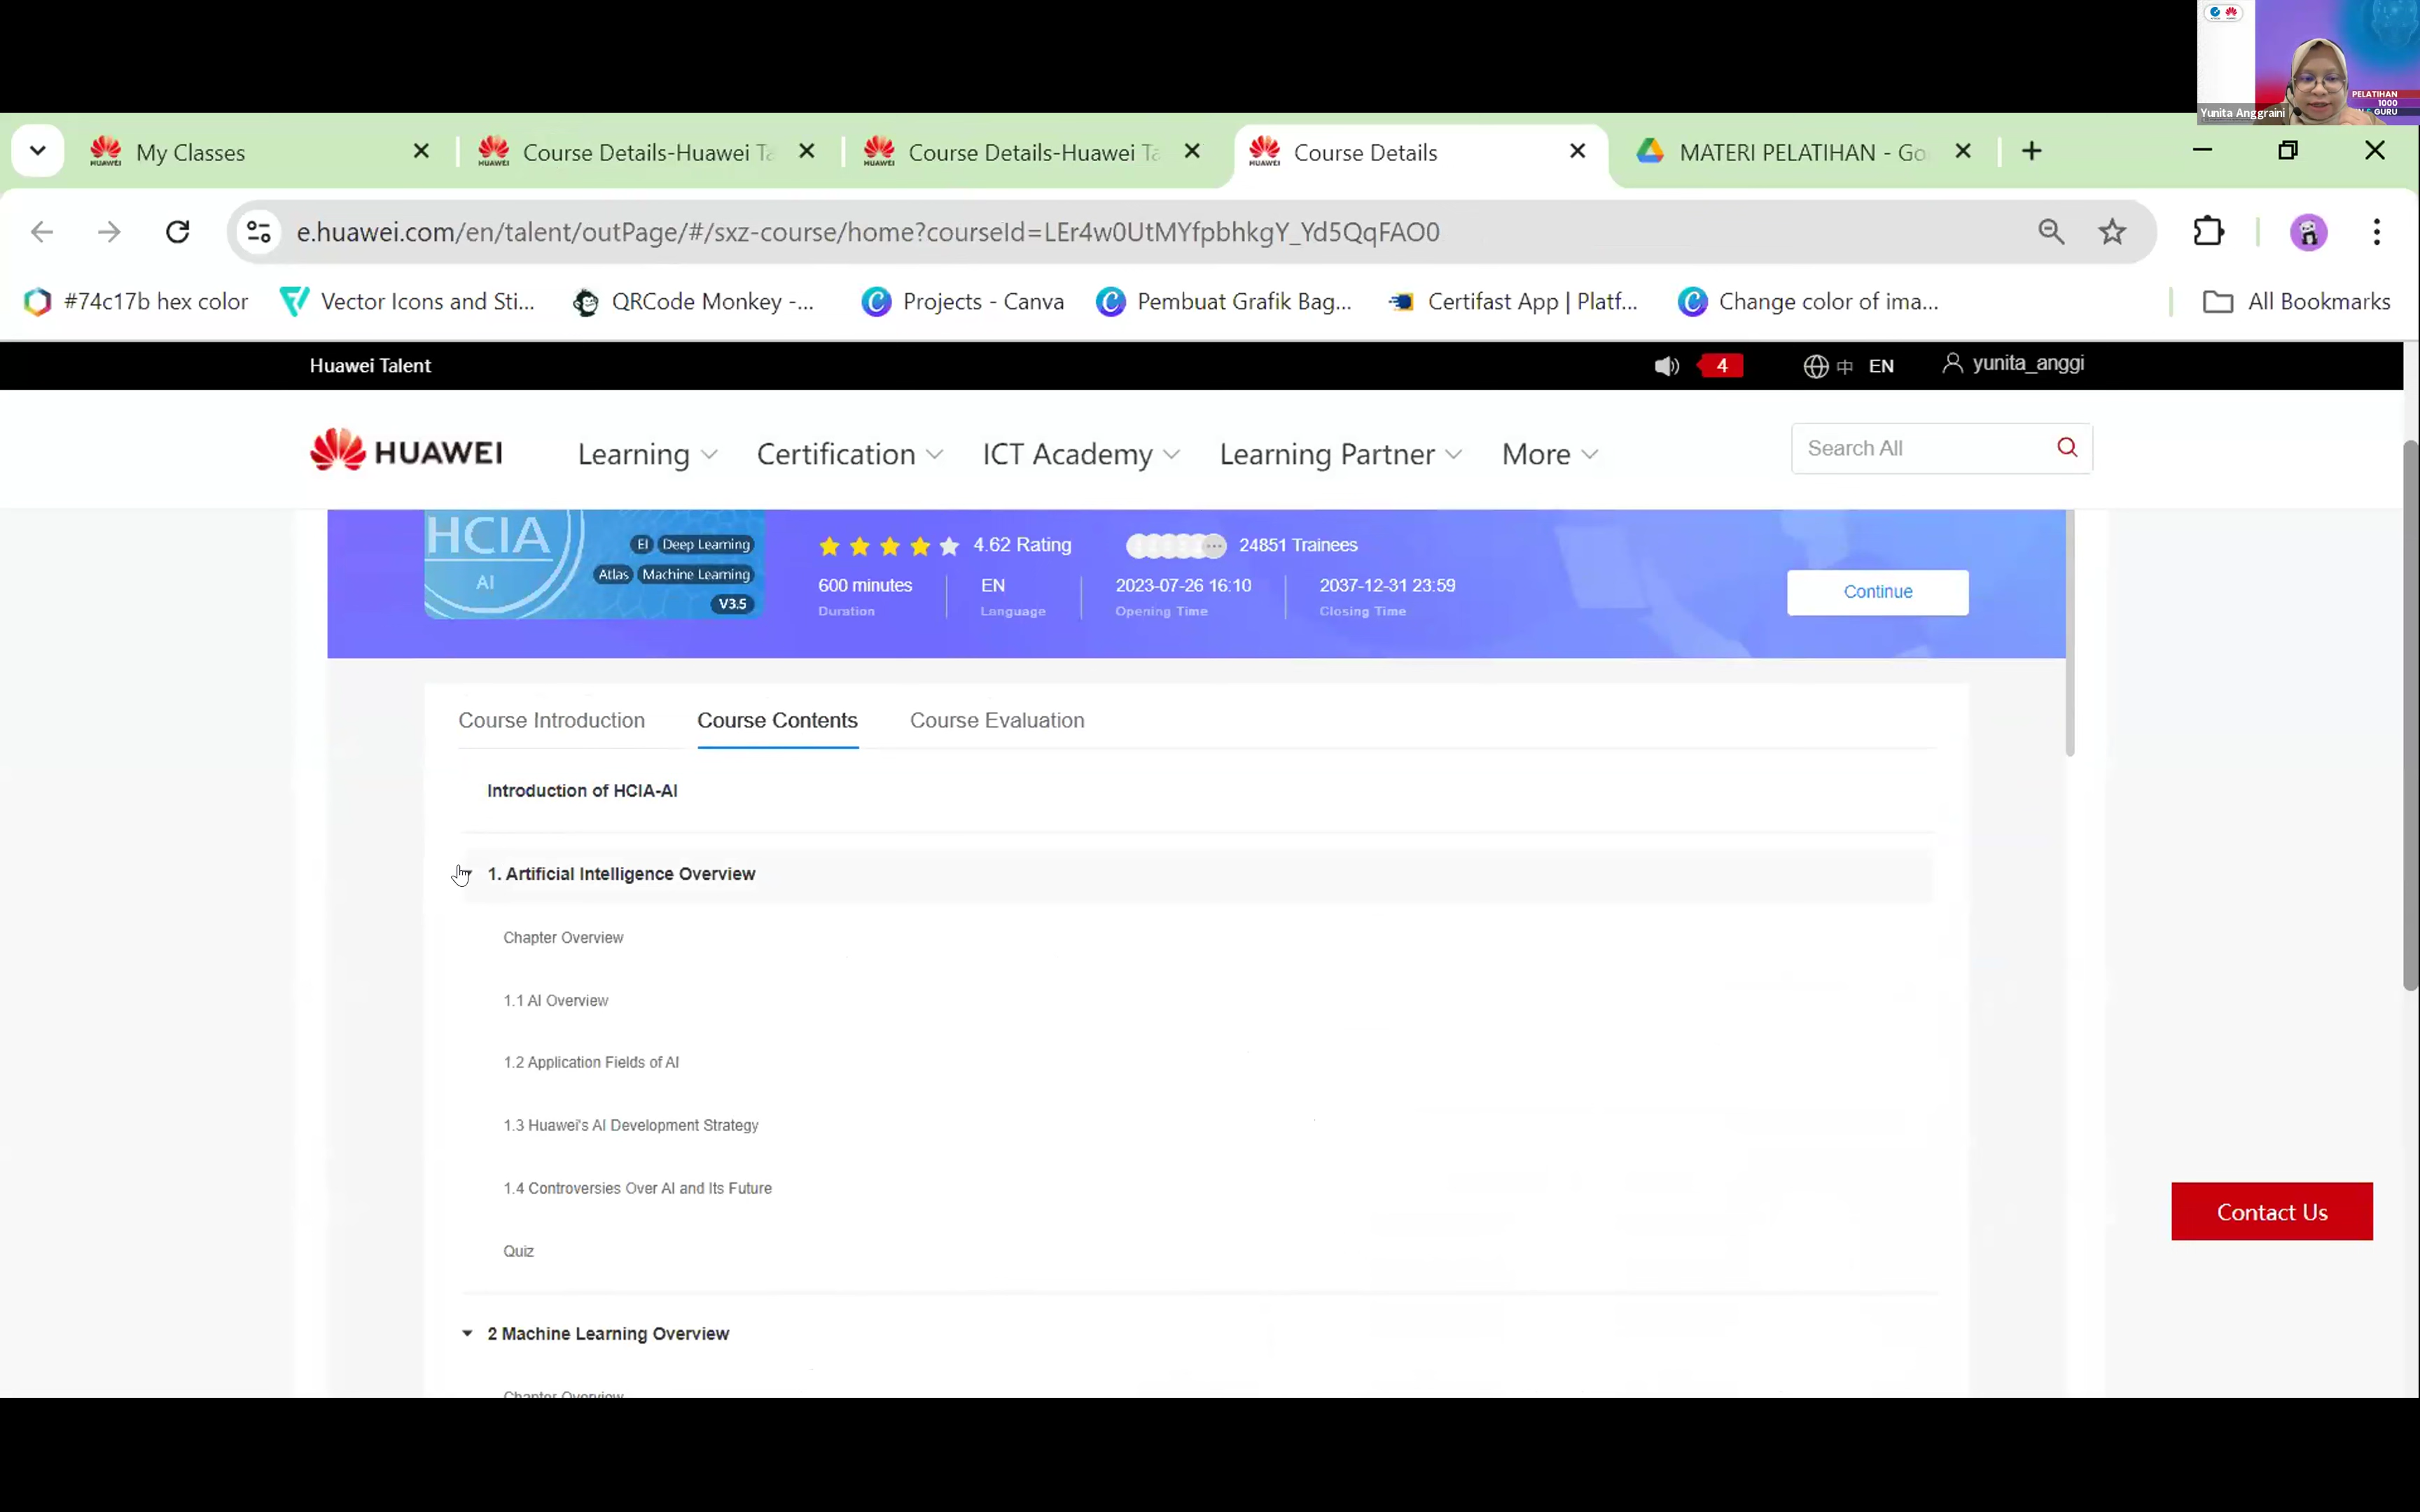 PELATIHAN
1000
& GURU
Yunita Anggraini
My Classes
Course Details-Huawei Ta
Course Details-Huawei Ta
Course Details
MATERI PELATIHAN - Go
e.huawei.com/en/talent/outPage/#/sxz-course/home?courseId=LEr4w0UtMYfpbhkgY_Yd5QqFAO0
#74c17b hex color
Vector Icons and Sti...
QRCode Monkey -...
Projects - Canva
Pembuat Grafik Bag...
Certifast App | Platf...
Change color of ima...
All Bookmarks
Huawei Talent
4
中 EN
yunita_anggi
HUAWEI
Learning
Certification
ICT Academy
Learning Partner
More
Search All
HCIA
AI
EI Deep Learning
Atlas Machine Learning
V3.5
4.62 Rating
24851 Trainees
600 minutes
EN
2023-07-26 16:10
2037-12-31 23:59
Duration
Language
Opening Time
Closing Time
Continue
Course Introduction
Course Contents
Course Evaluation
Introduction of HCIA-AI
1. Artificial Intelligence Overview
Chapter Overview
1.1 AI Overview
1.2 Application Fields of AI
1.3 Huawei's AI Development Strategy
1.4 Controversies Over AI and Its Future
Quiz
Contact Us
2 Machine Learning Overview
Chapter Overview